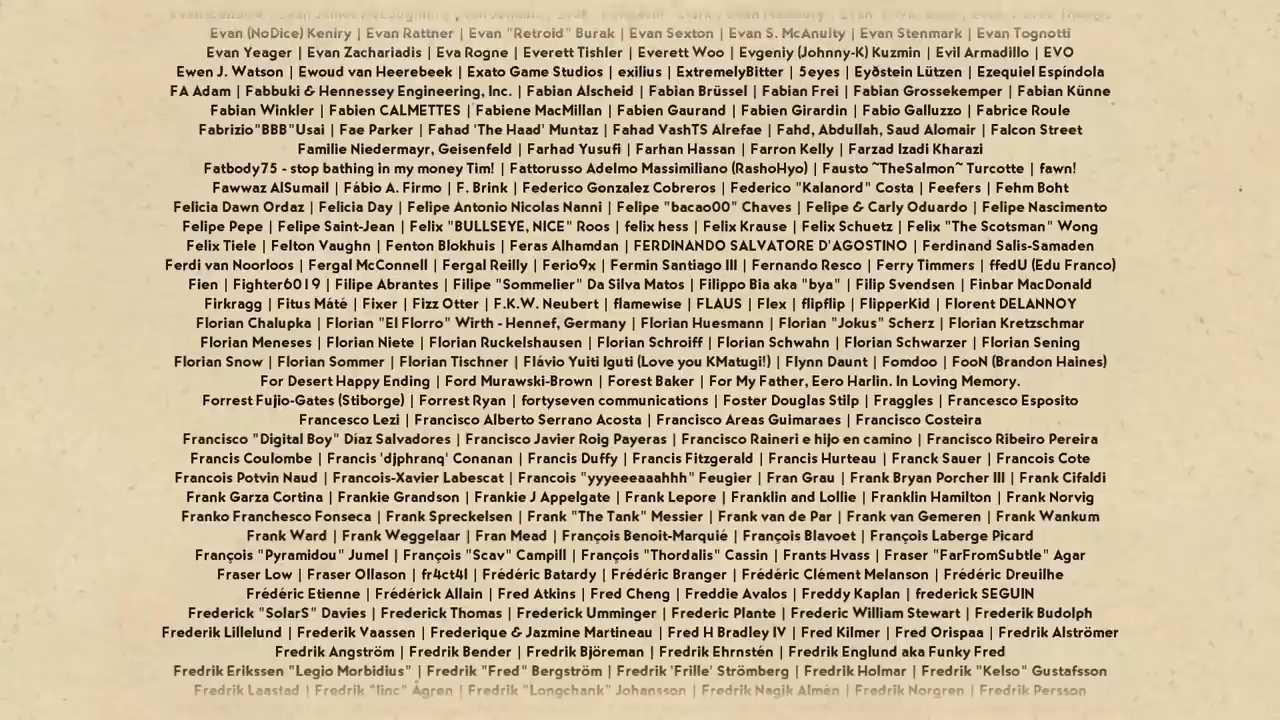 Evan (NoDice) Keniry | Evan Rattner | Evan "Retroid" Burak | Evan Sexton | Evan S. McAnulty | Evan Stenmark | Evan Tognotti
Evan Yeager | Evan Zachariadis | Eva Rogne | Everett Tishler | Everett Woo | Evgeniy (Johnny-K) Kuzmin | Evil Armadillo | EVO
Ewen J. Watson | Ewoud van Heerebeek | Exato Game Studios | exilius | ExtremelyBitter | 5eyes | Eyðstein Lützen | Ezequiel Espíndola
FA Adam | Fabbuki & Hennessey Engineering, Inc. | Fabian Alscheid | Fabian Brüssel | Fabian Frei | Fabian Grossekemper | Fabian Künne
Fabian Winkler | Fabien CALMETTES | Fabiene MacMillan | Fabien Gaurand | Fabien Girardin | Fabio Galluzzo | Fabrice Roule
Fabrizio"BBB"Usai | Fae Parker | Fahad 'The Haad' Muntaz | Fahad VashTS Alrefae | Fahd, Abdullah, Saud Alomair | Falcon Street
Familie Niedermayr, Geisenfeld | Farhad Yusufi | Farhan Hassan | Farron Kelly | Farzad Izadi Kharazi
Fatbody75 - stop bathing in my money Tim! | Fattorusso Adelmo Massimiliano (RashoHyo) | Fausto ~TheSalmon~ Turcotte | fawn!
Fawwaz AlSumail | Fábio A. Firmo | F. Brink | Federico Gonzalez Cobreros | Federico "Kalanord" Costa | Feefers | Fehm Boht
Felicia Dawn Ordaz | Felicia Day | Felipe Antonio Nicolas Nanni | Felipe "bacao00" Chaves | Felipe & Carly Oduardo | Felipe Nascimento
Felipe Pepe | Felipe Saint-Jean | Felix "BULLSEYE, NICE" Roos | felix hess | Felix Krause | Felix Schuetz | Felix "The Scotsman" Wong
Felix Tiele | Felton Vaughn | Fenton Blokhuis | Feras Alhamdan | FERDINANDO SALVATORE D'AGOSTINO | Ferdinand Salis-Samaden
Ferdi van Noorloos | Fergal McConnell | Fergal Reilly | Ferio9x | Fermin Santiago III | Fernando Resco | Ferry Timmers | ffedU (Edu Franco)
Fien | Fighter6019 | Filipe Abrantes | Filipe "Sommelier" Da Silva Matos | Filippo Bia aka "bya" | Filip Svendsen | Finbar MacDonald
Firkragg | Fitus Máté | Fixer | Fizz Otter | F.K.W. Neubert | flamewise | FLAUS | Flex | flipflip | FlipperKid | Florent DELANNOY
Florian Chalupka | Florian "El Florro" Wirth - Hennef, Germany | Florian Huesmann | Florian "Jokus" Scherz | Florian Kretzschmar
Florian Meneses | Florian Niete | Florian Ruckelshausen | Florian Schroiff | Florian Schwahn | Florian Schwarzer | Florian Sening
Florian Snow | Florian Sommer | Florian Tischner | Flávio Yuiti Iguti (Love you KMatugi!) | Flynn Daunt | Fomdoo | FooN (Brandon Haines)
For Desert Happy Ending | Ford Murawski-Brown | Forest Baker | For My Father, Eero Harlin. In Loving Memory.
Forrest Fujio-Gates (Stiborge) | Forrest Ryan | fortyseven communications | Foster Douglas Stilp | Fraggles | Francesco Esposito
Francesco Lezi | Francisco Alberto Serrano Acosta | Francisco Areas Guimaraes | Francisco Costeira
Francisco "Digital Boy" Díaz Salvadores | Francisco Javier Roig Payeras | Francisco Raineri e hijo en camino | Francisco Ribeiro Pereira
Francis Coulombe | Francis 'djphranq' Conanan | Francis Duffy | Francis Fitzgerald | Francis Hurteau | Franck Sauer | Francois Cote
Francois Potvin Naud | Francois-Xavier Labescat | Francois "yyyeeeaaahhh" Feugier | Fran Grau | Frank Bryan Porcher III | Frank Cifaldi
Frank Garza Cortina | Frankie Grandson | Frankie J Appelgate | Frank Lepore | Franklin and Lollie | Franklin Hamilton | Frank Norvig
Franko Franchesco Fonseca | Frank Spreckelsen | Frank "The Tank" Messier | Frank van de Par | Frank van Gemeren | Frank Wankum
Frank Ward | Frank Weggelaar | Fran Mead | François Benoit-Marquié | François Blavoet | François Laberge Picard
François "Pyramidou" Jumel | François "Scav" Campill | François "Thordalis" Cassin | Frants Hvass | Fraser "FarFromSubtle" Agar
Fraser Low | Fraser Ollason | fr4ct4l | Frédéric Batardy | Frédéric Branger | Frédéric Clément Melanson | Frédéric Dreuilhe
Frédéric Etienne | Frédérick Allain | Fred Atkins | Fred Cheng | Freddie Avalos | Freddy Kaplan | frederick SEGUIN
Frederick "SolarS" Davies | Frederick Thomas | Frederick Umminger | Frederic Plante | Frederic William Stewart | Frederik Budolph
Frederik Lillelund | Frederik Vaassen | Frederique & Jazmine Martineau | Fred H Bradley IV | Fred Kilmer | Fred Orispaa | Fredrik Alströmer
Fredrik Angström | Fredrik Bender | Fredrik Björeman | Fredrik Ehrnstén | Fredrik Englund aka Funky Fred
Fredrik Erikssen "Legio Morbidius" | Fredrik "Fred" Bergström | Fredrik 'Frille' Strömberg | Fredrik Holmar | Fredrik "Kelso" Gustafsson
Fredrik Laastad | Fredrik "linc" Ågren | Fredrik "Longchank" Johansson | Fredrik Nagik Almén | Fredrik Norgren | Fredrik Persson